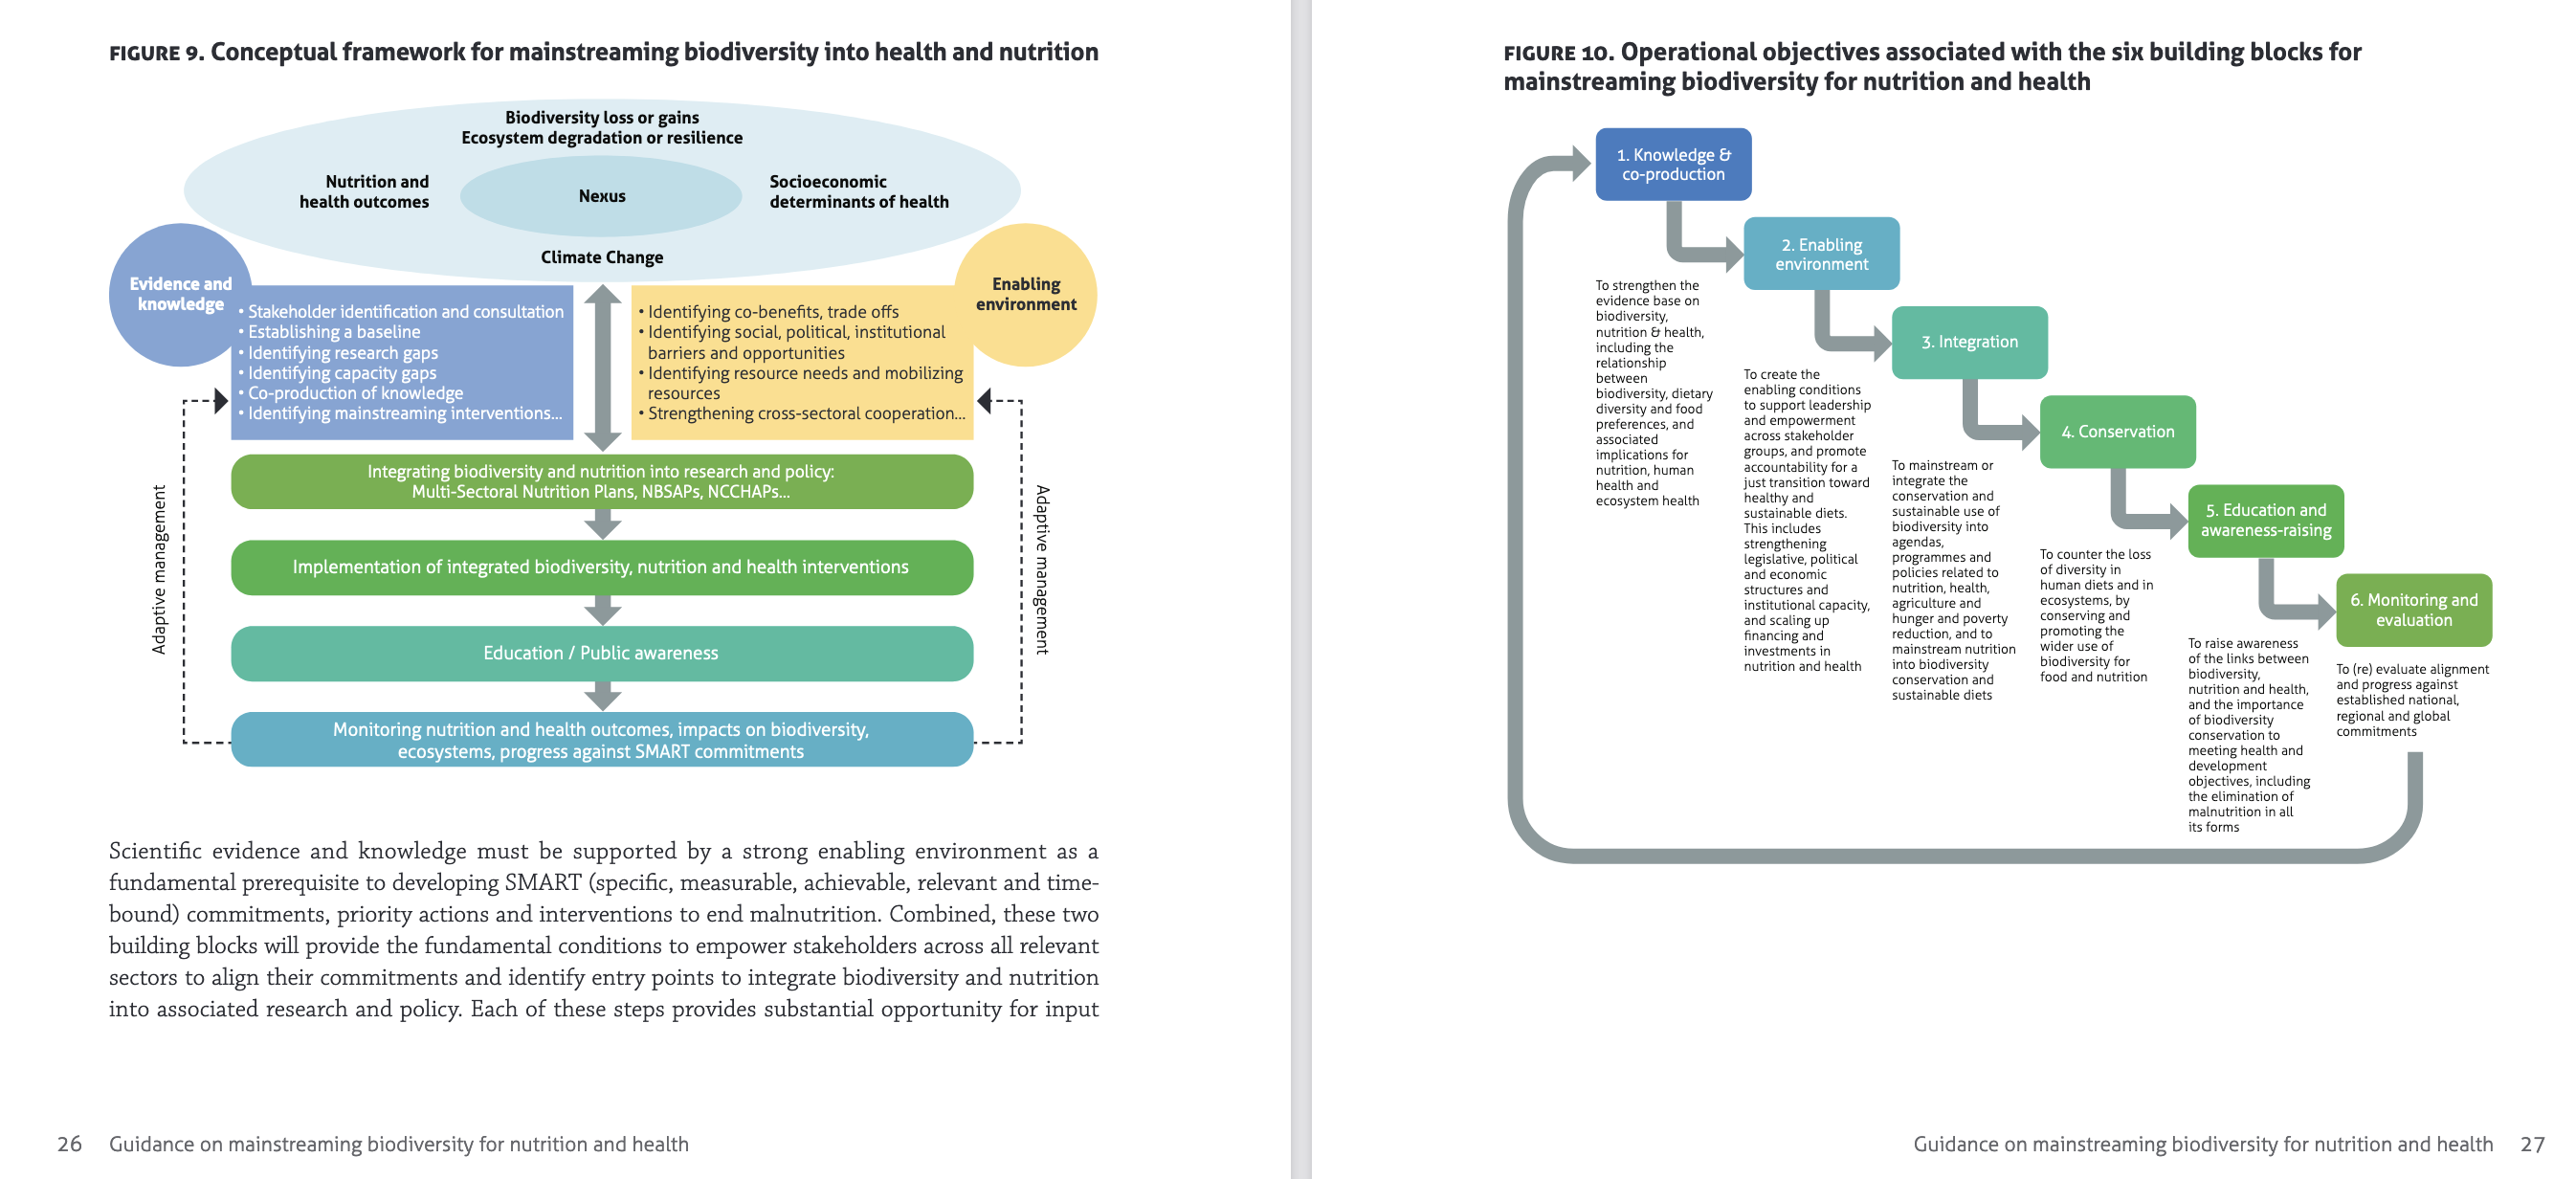 FIGURE 9. Conceptual framework for mainstreaming biodiversity into health and nutrition
Biodiversity loss or gains
Ecosystem degradation or resilience
Nutrition and
health outcomes
Nexus
Socioeconomic
determinants of health
Climate Change
Evidence and
knowledge
• Stakeholder identification and consultation
• Establishing a baseline
• Identifying research gaps
• Identifying capacity gaps
• Co-production of knowledge
• Identifying mainstreaming interventions...
Enabling
environment
• Identifying co-benefits, trade offs
• Identifying social, political, institutional
barriers and opportunities
• Identifying resource needs and mobilizing
resources
• Strengthening cross-sectoral cooperation...
Adaptive management
Adaptive management
Integrating biodiversity and nutrition into research and policy:
Multi-Sectoral Nutrition Plans, NBSAPs, NCCHAPs...
Implementation of integrated biodiversity, nutrition and health interventions
Education / Public awareness
Monitoring nutrition and health outcomes, impacts on biodiversity,
ecosystems, progress against SMART commitments
Scientific evidence and knowledge must be supported by a strong enabling environment as a
fundamental prerequisite to developing SMART (specific, measurable, achievable, relevant and time-
bound) commitments, priority actions and interventions to end malnutrition. Combined, these two
building blocks will provide the fundamental conditions to empower stakeholders across all relevant
sectors to align their commitments and identify entry points to integrate biodiversity and nutrition
into associated research and policy. Each of these steps provides substantial opportunity for input
26 Guidance on mainstreaming biodiversity for nutrition and health
FIGURE 10. Operational objectives associated with the six building blocks for
mainstreaming biodiversity for nutrition and health
1. Knowledge &
co-production
To strengthen the
evidence base on
biodiversity,
nutrition & health,
including the
relationship
between
biodiversity, dietary
diversity and food
preferences, and
associated
implications for
nutrition, human
health and
ecosystem health
2. Enabling
environment
To create the
enabling conditions
to support leadership
and empowerment
across stakeholder
groups, and promote
accountability for a
just transition toward
healthy and
sustainable diets.
This includes
strengthening
legislative, political
and economic
structures and
institutional capacity,
and scaling up
financing and
investments in
nutrition and health
3. Integration
To mainstream or
integrate the
conservation and
sustainable use of
biodiversity into
agendas,
programmes and
policies related to
nutrition, health,
agriculture and
hunger and poverty
reduction, and to
mainstream nutrition
into biodiversity
conservation and
sustainable diets
4. Conservation
To counter the loss
of diversity in
human diets and in
ecosystems, by
conserving and
promoting the
wider use of
biodiversity for
food and nutrition
5. Education and
awareness-raising
To raise awareness
of the links between
biodiversity,
nutrition and health,
and the importance
of biodiversity
conservation to
meeting health and
development
objectives, including
the elimination of
malnutrition in all
its forms
6. Monitoring and
evaluation
To (re) evaluate alignment
and progress against
established national,
regional and global
commitments
Guidance on mainstreaming biodiversity for nutrition and health 27